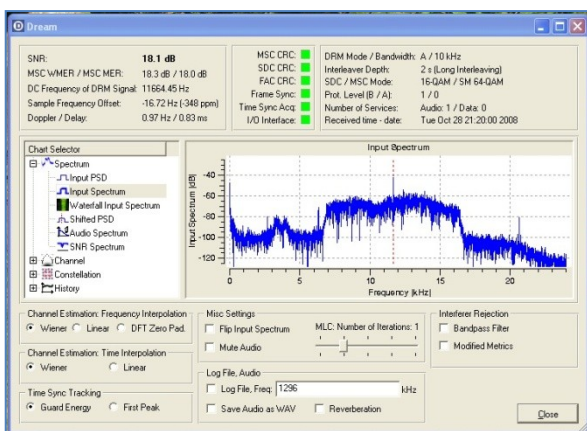 Dream
SNR: 18.1 dB
MSC WMER / MSC MER: 18.3 dB / 18.0 dB
DC Frequency of DRM Signal: 11664.45 Hz
Sample Frequency Offset: -16.72 Hz (-348 ppm)
Doppler / Delay: 0.97 Hz / 0.83 ms
MSC CRC:
SDC CRC:
FAC CRC:
Frame Sync:
Time Sync Acq:
I/O Interface:
DRM Mode / Bandwidth: A / 10 kHz
Interleaver Depth: 2 s (Long Interleaving)
SDC / MSC Mode: 16-QAM / SM 64-QAM
Prot. Level (B / A): 1 / 0
Number of Services: Audio: 1 / Data: 0
Received time - date: Tue Oct 28 21:20:00 2008
Chart Selector
Spectrum
Input PSD
Input Spectrum
Waterfall Input Spectrum
Shifted PSD
Audio Spectrum
SNR Spectrum
Channel
Constellation
History
Input Spectrum
Input Spectrum [dB]
-40
-60
-80
-100
-120
0 5 10 15 20
Frequency [kHz]
Channel Estimation: Frequency Interpolation
Wiener Linear DFT Zero Pad.
Channel Estimation: Time Interpolation
Wiener Linear
Time Sync Tracking
Guard Energy First Peak
Misc Settings
Flip Input Spectrum
Mute Audio
MLC: Number of Iterations: 1
Log File, Audio
Log File, Freq: 1296 kHz
Save Audio as WAV Reverberation
Interferer Rejection
Bandpass Filter
Modified Metrics
Close